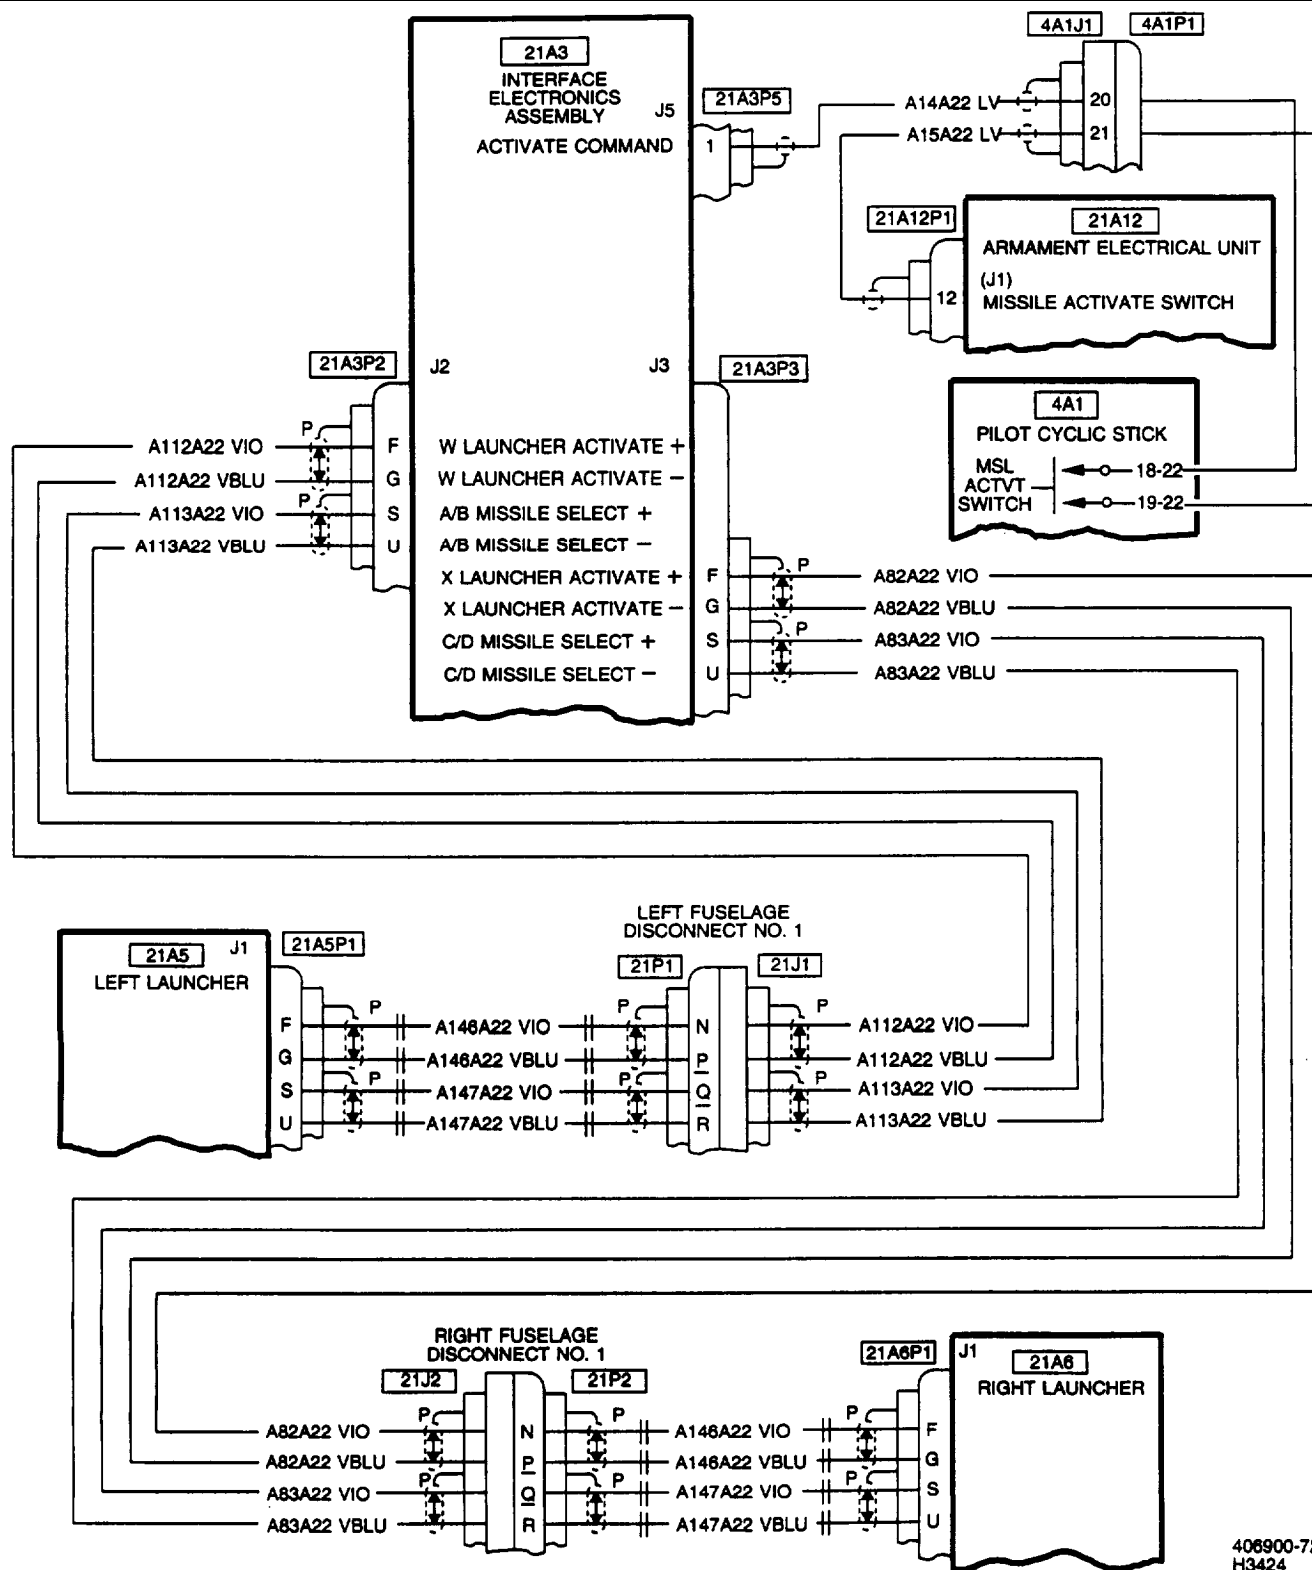 4A1J1 4A1P1
21A3
INTERFACE
ELECTRONICS
ASSEMBLY
J5
21A3P5
ACTIVATE COMMAND
1
A14A22 LV
20
A15A22 LV
21
21A12P1
21A12
ARMAMENT ELECTRICAL UNIT
(J1)
12
MISSILE ACTIVATE SWITCH
21A3P2
J2
J3
21A3P3
4A1
PILOT CYCLIC STICK
MSL
ACTVT
SWITCH
18-22
19-22
P
A112A22 VIO F W LAUNCHER ACTIVATE +
A112A22 VBLU G W LAUNCHER ACTIVATE −
P
A113A22 VIO S A/B MISSILE SELECT +
A113A22 VBLU U A/B MISSILE SELECT −
P
X LAUNCHER ACTIVATE + F A82A22 VIO
X LAUNCHER ACTIVATE − G A82A22 VBLU
P
C/D MISSILE SELECT + S A83A22 VIO
C/D MISSILE SELECT − U A83A22 VBLU
LEFT FUSELAGE
DISCONNECT NO. 1
21A5 J1 21A5P1
LEFT LAUNCHER
21P1 21J1
P P P
F A146A22 VIO N A112A22 VIO
G A146A22 VBLU P A112A22 VBLU
P P P
S A147A22 VIO Q A113A22 VIO
U A147A22 VBLU R A113A22 VBLU
RIGHT FUSELAGE
DISCONNECT NO. 1
21J2 21P2
21A6P1 J1 21A6
RIGHT LAUNCHER
P P P
A82A22 VIO N A146A22 VIO F
A82A22 VBLU P A146A22 VBLU G
P P P
A83A22 VIO Q A147A22 VIO S
A83A22 VBLU R A147A22 VBLU U
406900-72
H3424